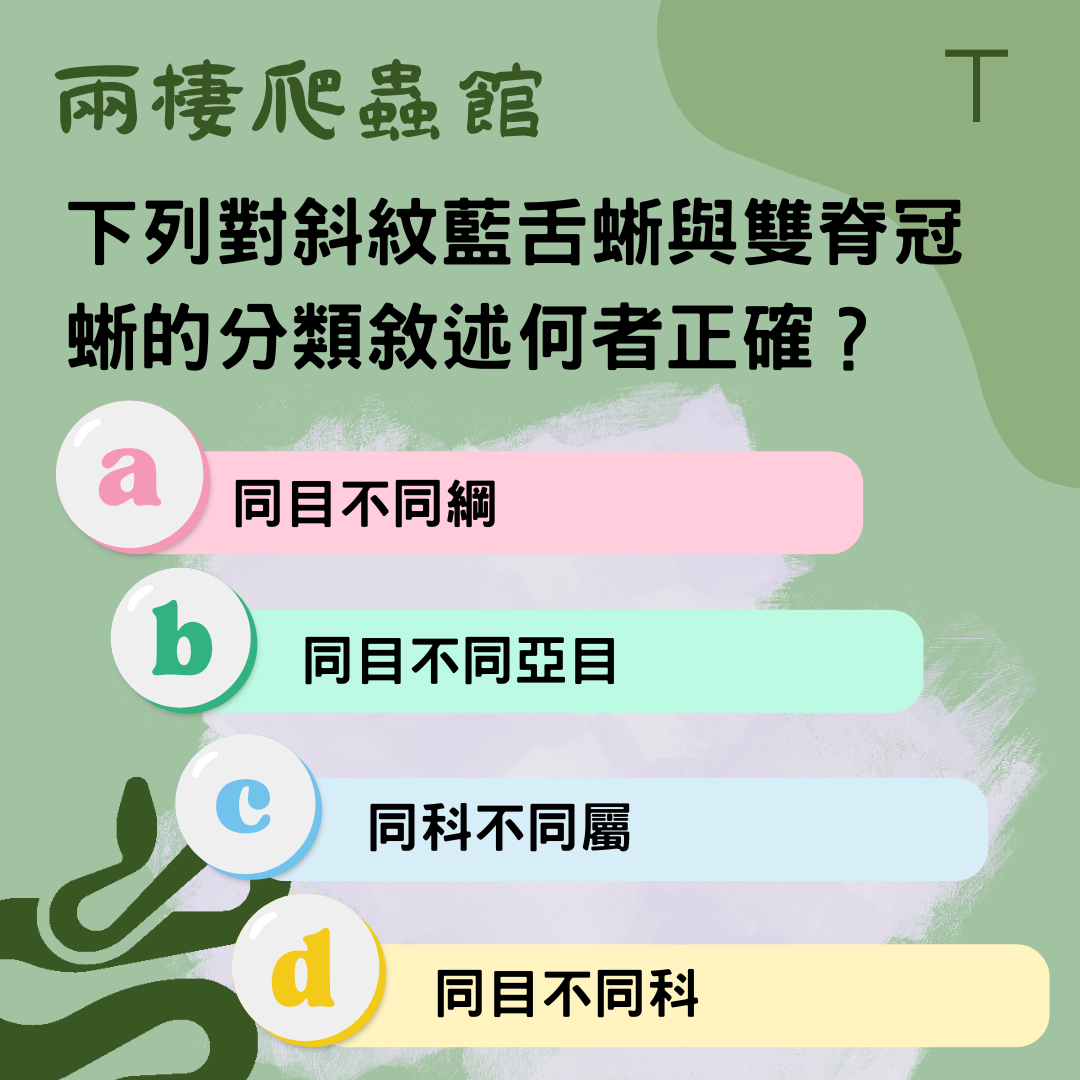 兩棲爬蟲館
T
下列對斜紋藍舌蜥與雙脊冠
蜥的分類敘述何者正確？
a
同目不同綱
b
同目不同亞目
c
同科不同屬
d
同目不同科